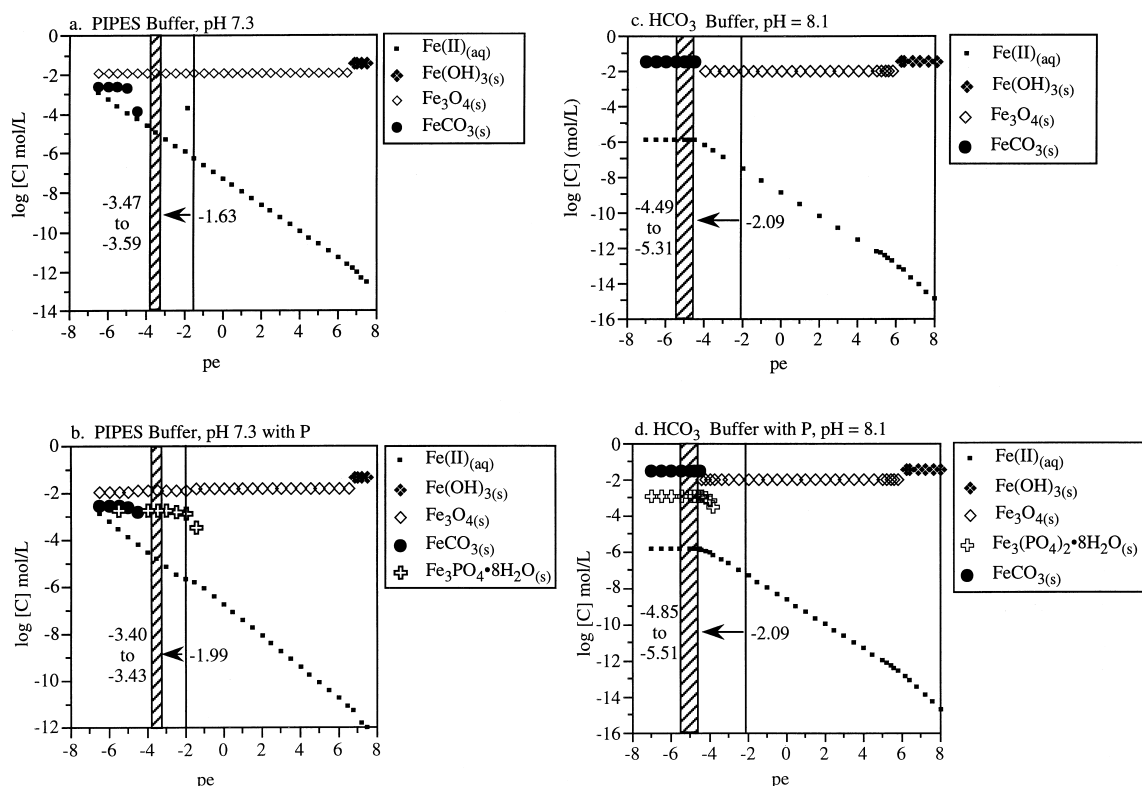 a. PIPES Buffer, pH 7.3
0
-2
-4
-6
-8
-10
-12
-14
log [C] mol/L
-3.47
to
-3.59
-1.63
-8 -6 -4 -2 0 2 4 6 8
pe
Fe(II)(aq)
Fe(OH)3(s)
Fe3O4(s)
FeCO3(s)
c. HCO3 Buffer, pH = 8.1
0
-2
-4
-6
-8
-10
-12
-14
-16
log [C] (mol/L)
-4.49
to
-5.31
-2.09
-8 -6 -4 -2 0 2 4 6 8
pe
Fe(II)(aq)
Fe(OH)3(s)
Fe3O4(s)
FeCO3(s)
b. PIPES Buffer, pH 7.3 with P
0
-2
-4
-6
-8
-10
-12
log [C] mol/L
-3.40
to
-3.43
-1.99
-8 -6 -4 -2 0 2 4 6 8
pe
Fe(II)(aq)
Fe(OH)3(s)
Fe3O4(s)
FeCO3(s)
Fe3PO4•8H2O(s)
d. HCO3 Buffer with P, pH = 8.1
0
-2
-4
-6
-8
-10
-12
-14
-16
log [C] mol/L
-4.85
to
-5.51
-2.09
-8 -6 -4 -2 0 2 4 6 8
pe
Fe(II)(aq)
Fe(OH)3(s)
Fe3O4(s)
Fe3(PO4)2•8H2O(s)
FeCO3(s)